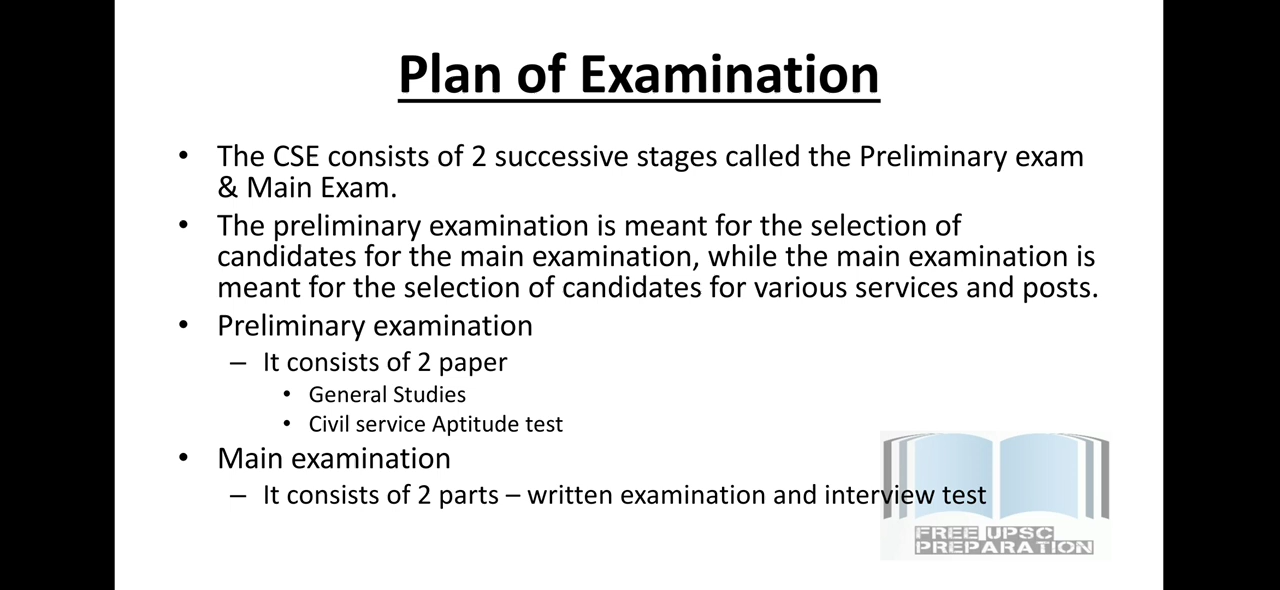 Plan of Examination
• The CSE consists of 2 successive stages called the Preliminary exam
& Main Exam.
• The preliminary examination is meant for the selection of
candidates for the main examination, while the main examination is
meant for the selection of candidates for various services and posts.
• Preliminary examination
– It consists of 2 paper
• General Studies
• Civil service Aptitude test
• Main examination
– It consists of 2 parts – written examination and interview test
FREE UPSC
PREPARATION